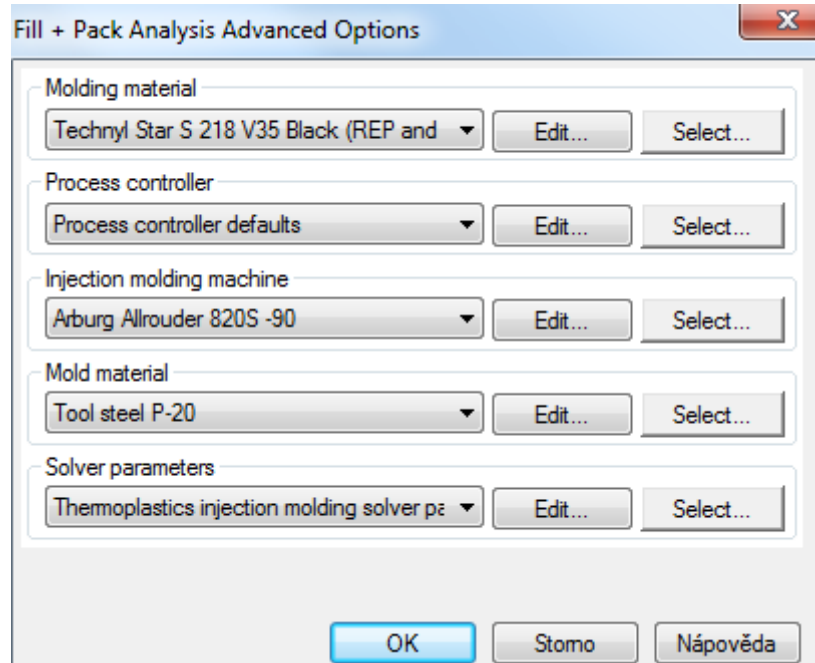 Fill + Pack Analysis Advanced Options
Molding material
Technyl Star S 218 V35 Black (REP and
Edit...
Select...
Process controller
Process controller defaults
Edit...
Select...
Injection molding machine
Arburg Allrouder 820S -90
Edit...
Select...
Mold material
Tool steel P-20
Edit...
Select...
Solver parameters
Thermoplastics injection molding solver pa
Edit...
Select...
OK
Storno
Nápověda